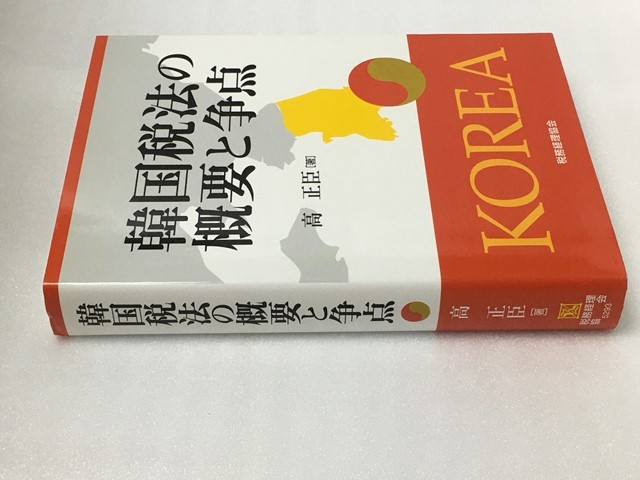 韓国税法の
概要と争点
高 正臣[著]
KOREA
税務経理協会
韓国税法の概要と争点
高 正臣[著]
税務経理協会
5293